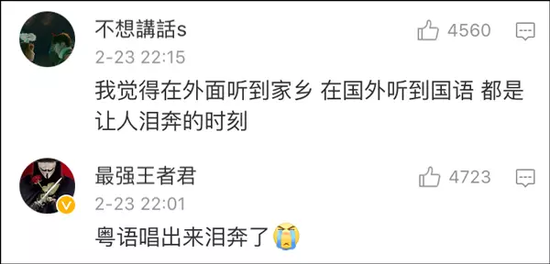 不想講話s
4560
2-23 22:15
我觉得在外面听到家乡 在国外听到国语 都是
让人泪奔的时刻
最强王者君
4723
2-23 22:01
粤语唱出来泪奔了😭